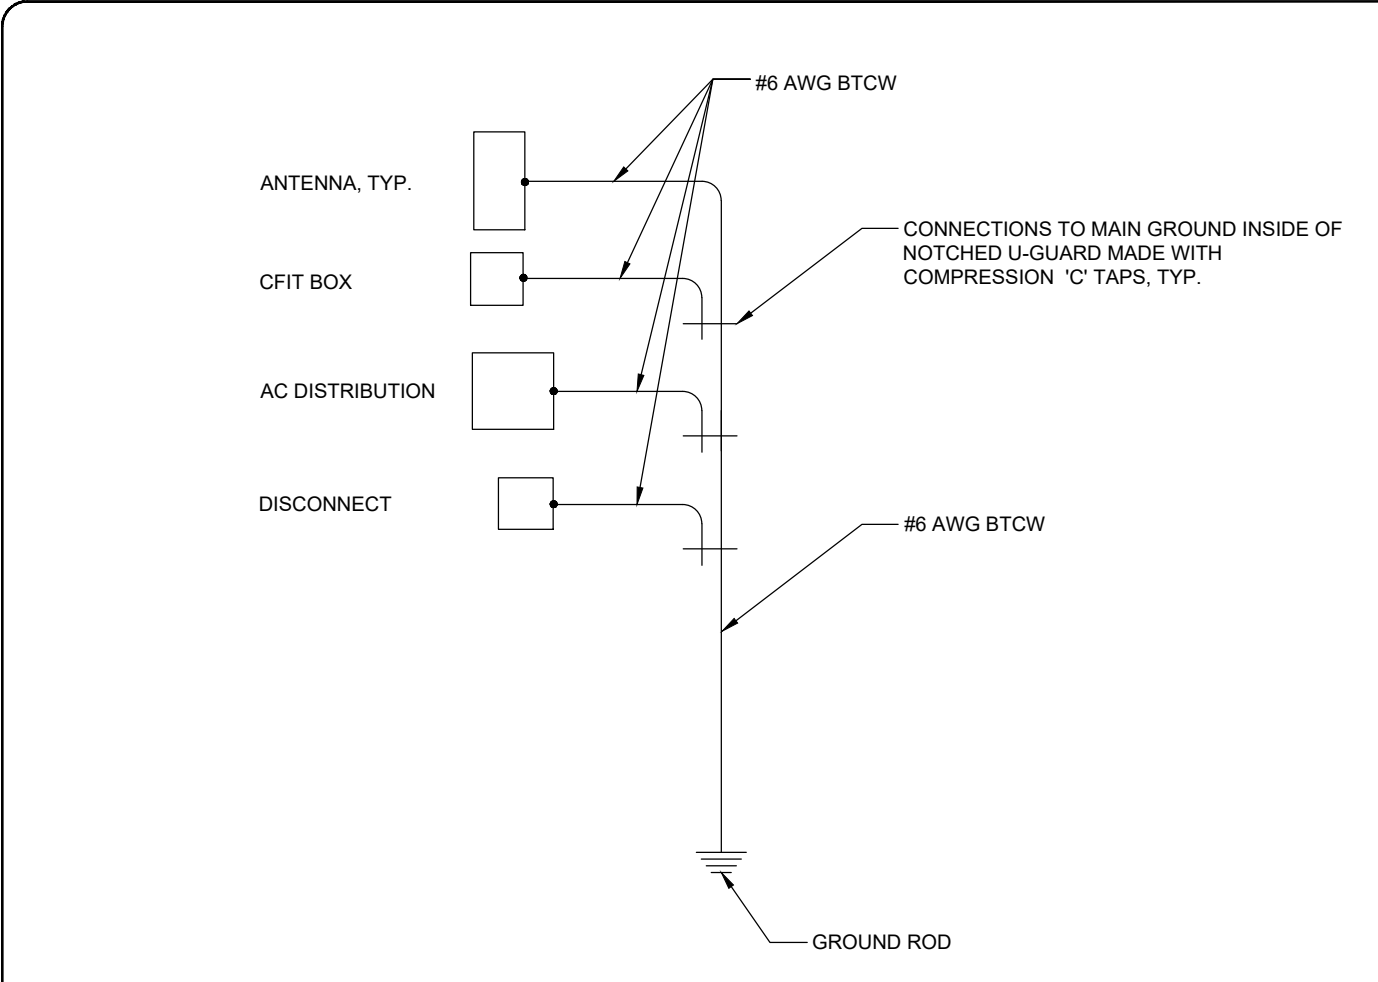 #6 AWG BTCW
ANTENNA, TYP.
CONNECTIONS TO MAIN GROUND INSIDE OF
NOTCHED U-GUARD MADE WITH
COMPRESSION 'C' TAPS, TYP.
CFIT BOX
AC DISTRIBUTION
DISCONNECT
#6 AWG BTCW
GROUND ROD